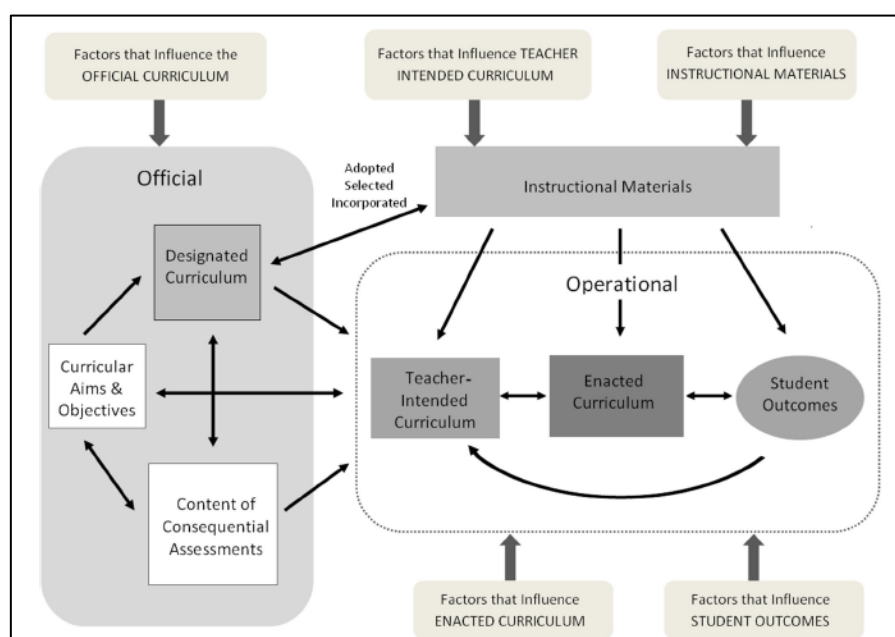 Factors that Influence the
OFFICIAL CURRICULUM
Factors that Influence TEACHER
INTENDED CURRICULUM
Factors that Influence
INSTRUCTIONAL MATERIALS
Official
Adopted
Selected
Incorporated
Instructional Materials
Designated
Curriculum
Operational
Curricular
Aims &
Objectives
Teacher-
Intended
Curriculum
Enacted
Curriculum
Student
Outcomes
Content of
Consequential
Assessments
Factors that Influence
ENACTED CURRICULUM
Factors that Influence
STUDENT OUTCOMES